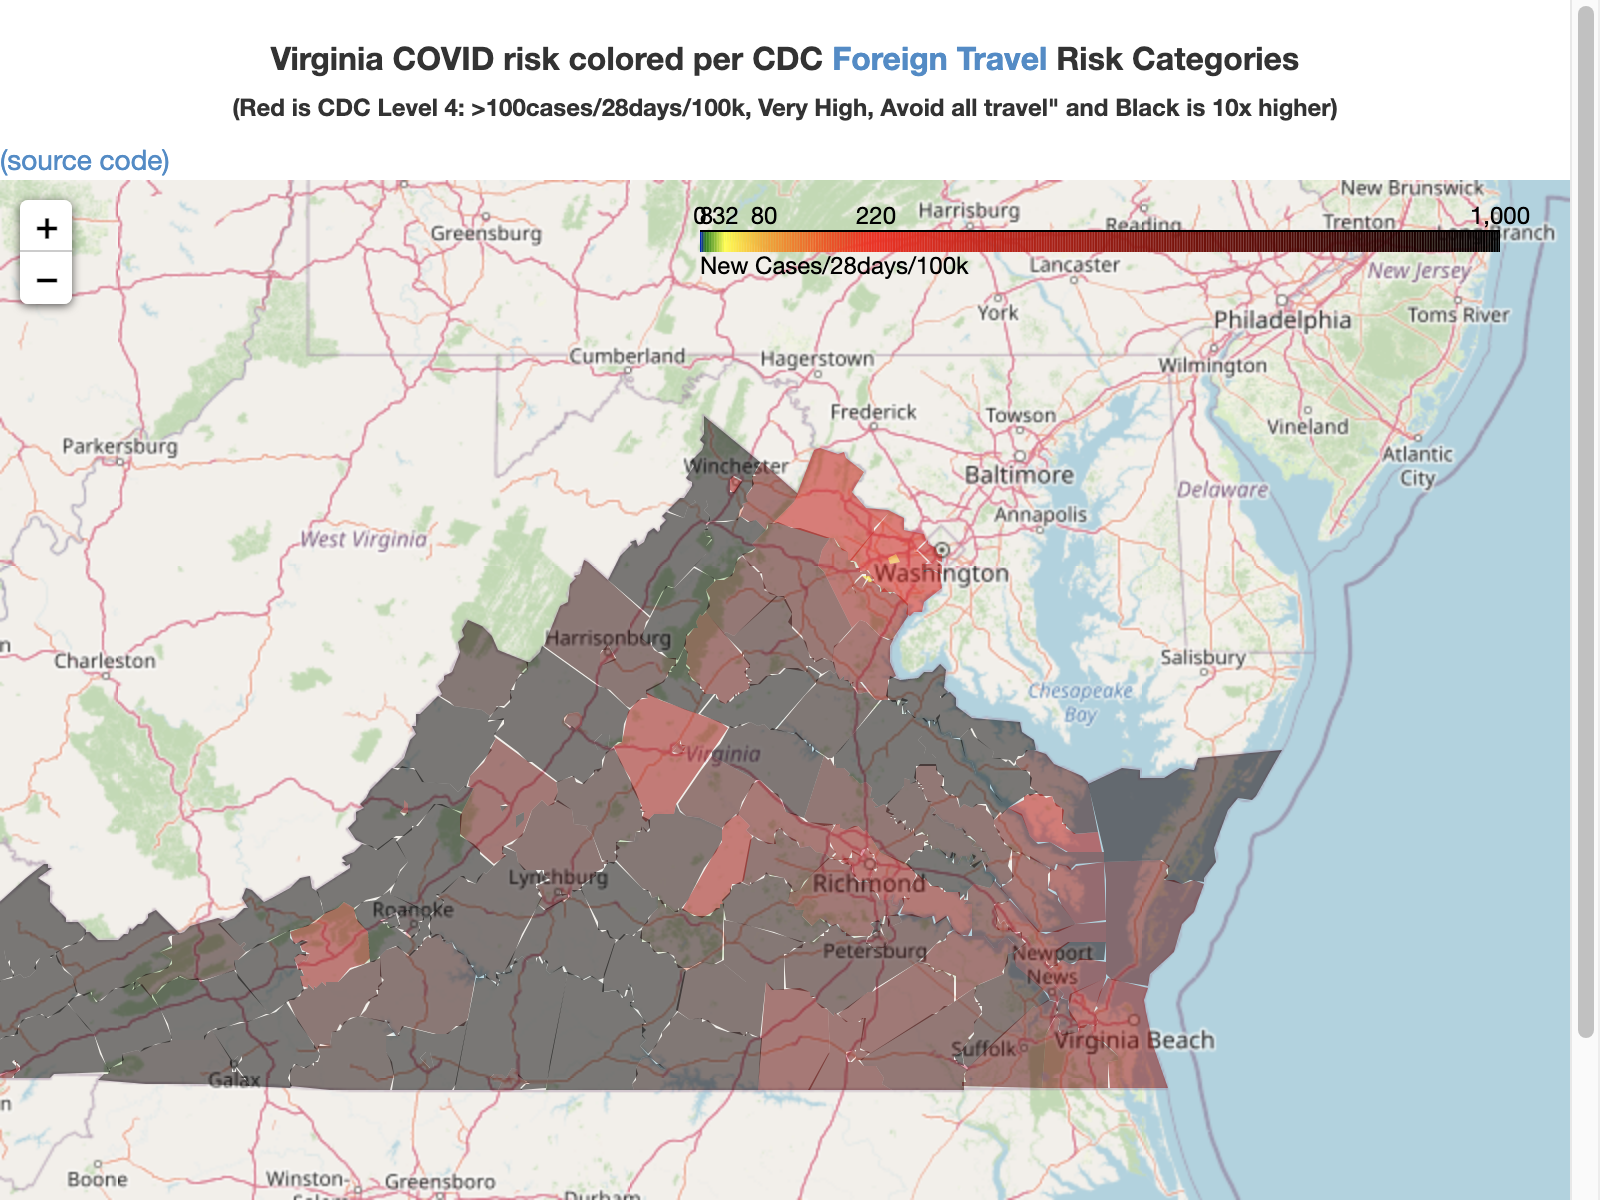 Virginia COVID risk colored per CDC Foreign Travel Risk Categories
(Red is CDC Level 4: >100cases/28days/100k, Very High, Avoid all travel" and Black is 10x higher)
(source code)
+
−
0 8 32 80 220 1,000
New Cases/28days/100k
New Brunswick
Harrisburg
Reading
Trenton
Long Branch
Greensburg
Lancaster
New Jersey
York
Philadelphia
Toms River
Cumberland
Hagerstown
Wilmington
Frederick
Towson
Vineland
Parkersburg
Atlantic
City
Winchester
Baltimore
Delaware
Annapolis
West Virginia
Washington
Harrisonburg
Charleston
Salisbury
Chesapeake
Bay
Virginia
Lynchburg
Richmond
Roanoke
Petersburg
Newport
News
Virginia Beach
Suffolk
Galax
n
n
Boone
Winston-
Greensboro
Durham